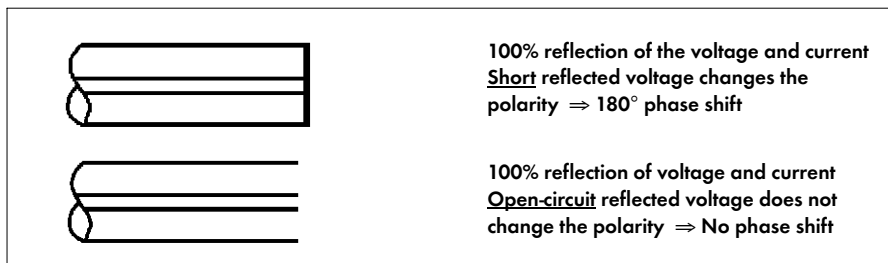 100% reflection of the voltage and current
Short reflected voltage changes the
polarity ⇒ 180° phase shift
100% reflection of voltage and current
Open-circuit reflected voltage does not
change the polarity ⇒ No phase shift